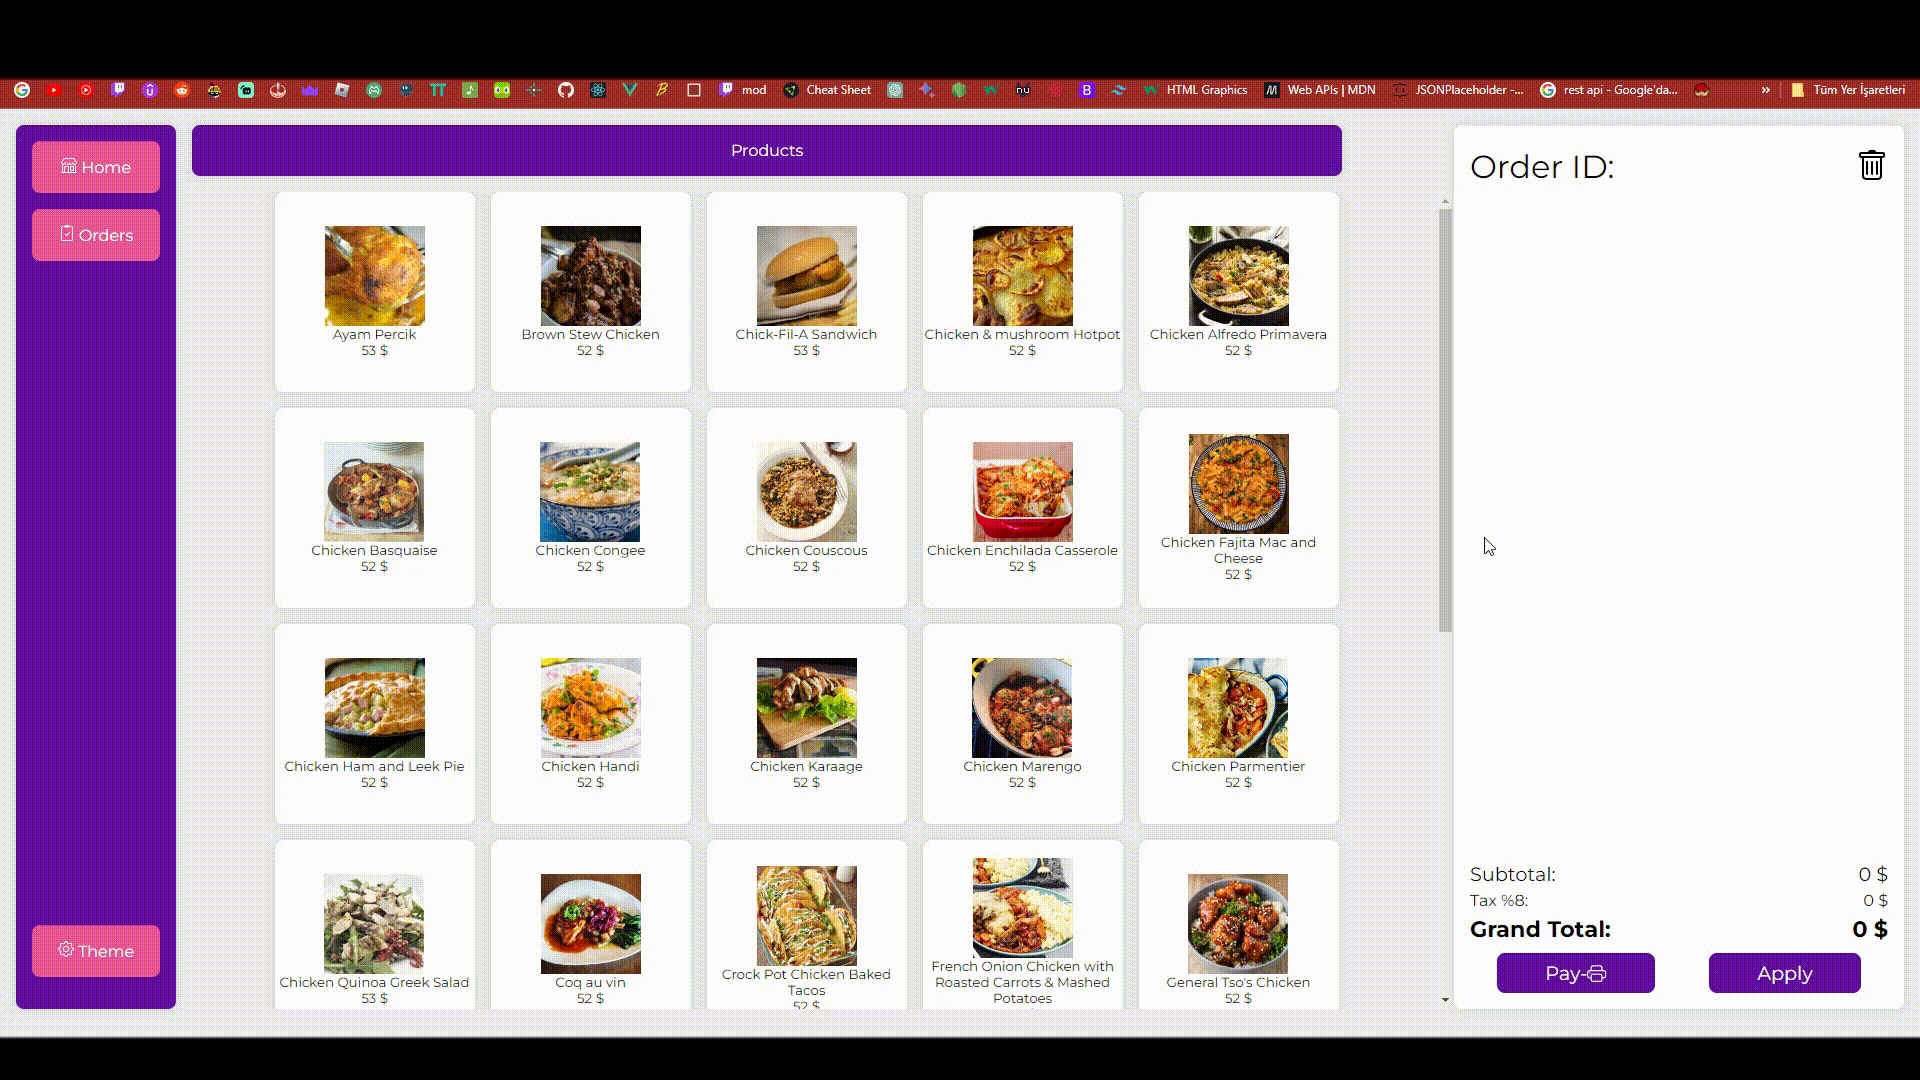 mod
Cheat Sheet
HTML Graphics
Web APIs | MDN
JSONPlaceholder -...
rest api - Google'da...
»
Tüm Yer İşaretleri
Home
Orders
Theme
Products
Ayam Percik
53 $
Brown Stew Chicken
52 $
Chick-Fil-A Sandwich
53 $
Chicken & mushroom Hotpot
52 $
Chicken Alfredo Primavera
52 $
Chicken Basquaise
52 $
Chicken Congee
52 $
Chicken Couscous
52 $
Chicken Enchilada Casserole
52 $
Chicken Fajita Mac and
Cheese
52 $
Chicken Ham and Leek Pie
52 $
Chicken Handi
52 $
Chicken Karaage
52 $
Chicken Marengo
52 $
Chicken Parmentier
52 $
Chicken Quinoa Greek Salad
53 $
Coq au vin
52 $
Crock Pot Chicken Baked
Tacos
52 $
French Onion Chicken with
Roasted Carrots & Mashed
Potatoes
General Tso's Chicken
52 $
Order ID:
Subtotal: 0 $
Tax %8: 0 $
Grand Total: 0 $
Pay-
Apply